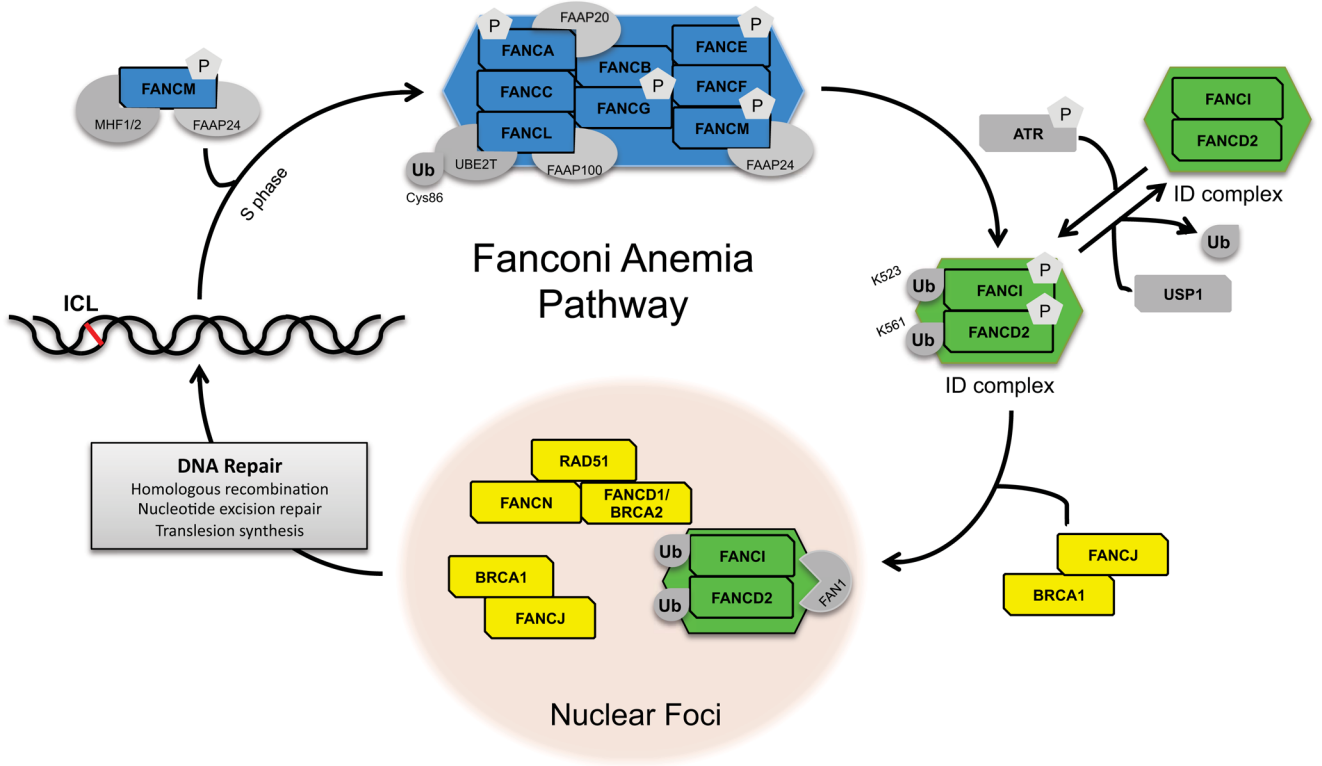 P
FANCM
MHF1/2
FAAP24
S phase
FAAP20
P
FANCA
FANCC
FANCL
FANCB
P
FANCG
P
FANCE
FANCF
P
FANCM
Ub
Cys86
UBE2T
FAAP100
FAAP24
Fanconi Anemia
Pathway
ATR
P
FANCI
FANCD2
ID complex
Ub
USP1
K523
Ub
FANCI
P
K561
Ub
FANCD2
P
ID complex
FANCJ
BRCA1
RAD51
FANCN
FANCD1/
BRCA2
BRCA1
FANCJ
Ub
FANCI
Ub
FANCD2
FAN1
Nuclear Foci
DNA Repair
Homologous recombination
Nucleotide excision repair
Translesion synthesis
ICL